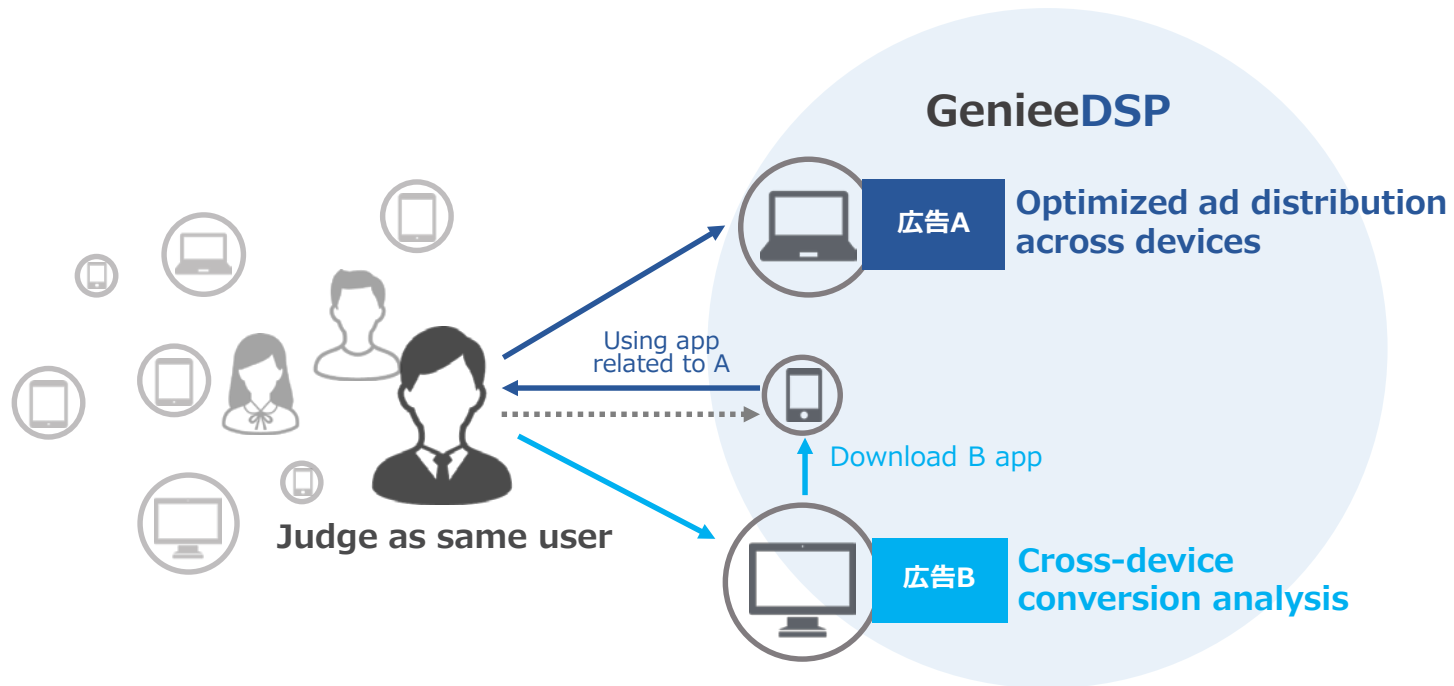 GenieeDSP
広告A
Optimized ad distribution
across devices
Using app
related to A
Download B app
Judge as same user
広告B
Cross-device
conversion analysis